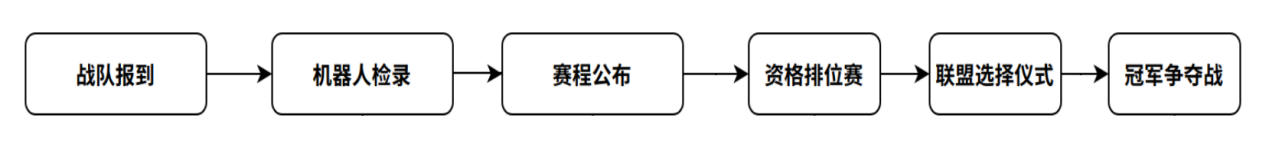 战队报到
机器人检录
赛程公布
资格排位赛
联盟选择仪式
冠军争夺战